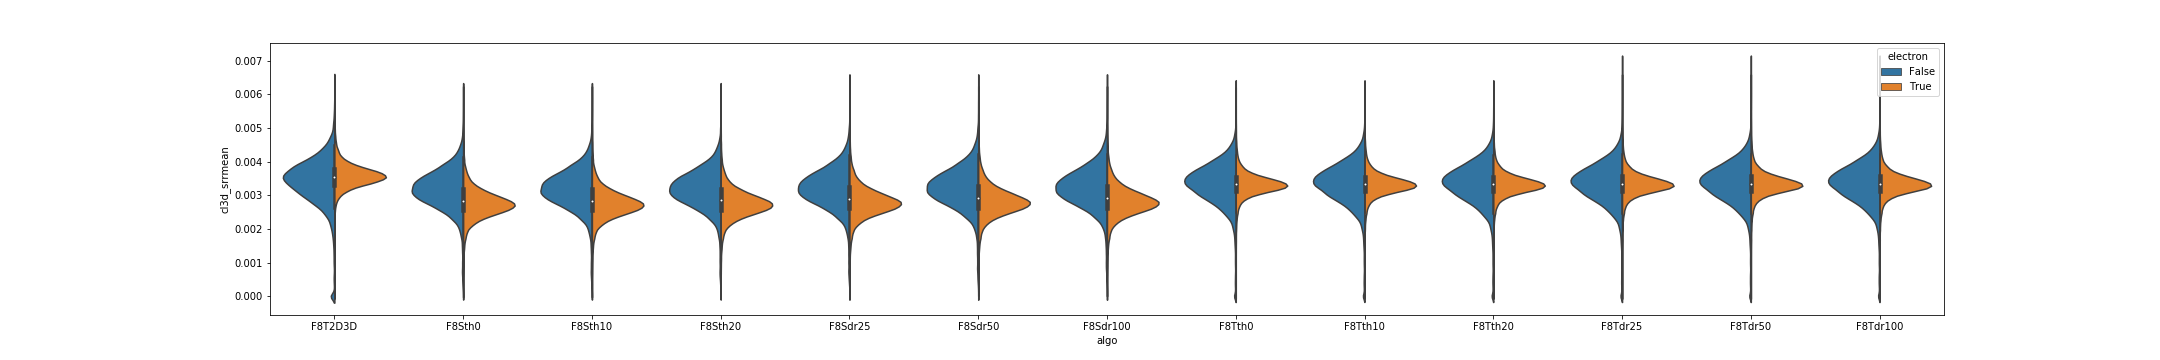 0.007
0.006
0.005
0.004
0.003
0.002
0.001
0.000
d3d_srrmean
electron
False
True
F8T2D3D F8Sth0 F8Sth10 F8Sth20 F8Sdr25 F8Sdr50 F8Sdr100 F8Tth0 F8Tth10 F8Tth20 F8Tdr25 F8Tdr50 F8Tdr100
algo